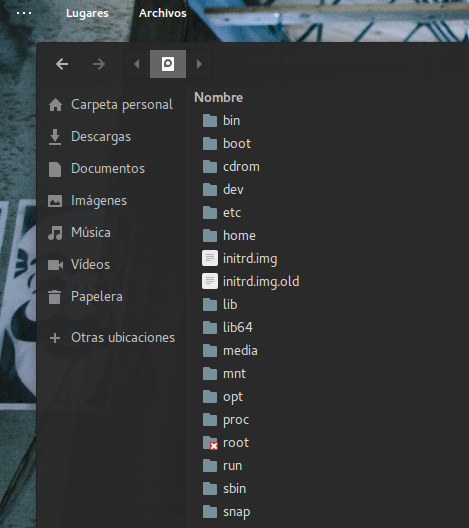 Lugares Archivos
Nombre
Carpeta personal
Descargas
Documentos
Imágenes
Música
Vídeos
Papelera
Otras ubicaciones
bin
boot
cdrom
dev
etc
home
initrd.img
initrd.img.old
lib
lib64
media
mnt
opt
proc
root
run
sbin
snap